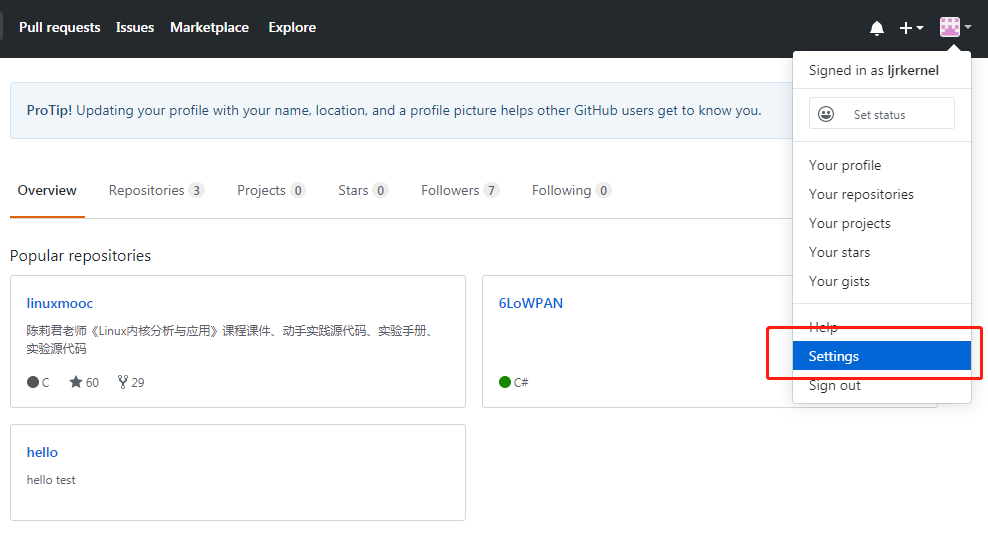 Pull requests Issues Marketplace Explore
Signed in as ljrkernel
Set status
Your profile
Your repositories
Your projects
Your stars
Your gists
Help
Settings
Sign out
ProTip! Updating your profile with your name, location, and a profile picture helps other GitHub users get to know you.
Overview Repositories 3 Projects 0 Stars 0 Followers 7 Following 0
Popular repositories
linuxmooc
陈莉君老师《Linux内核分析与应用》课程课件、动手实践源代码、实验手册、
实验源代码
C 60 29
6LoWPAN
C#
hello
hello test